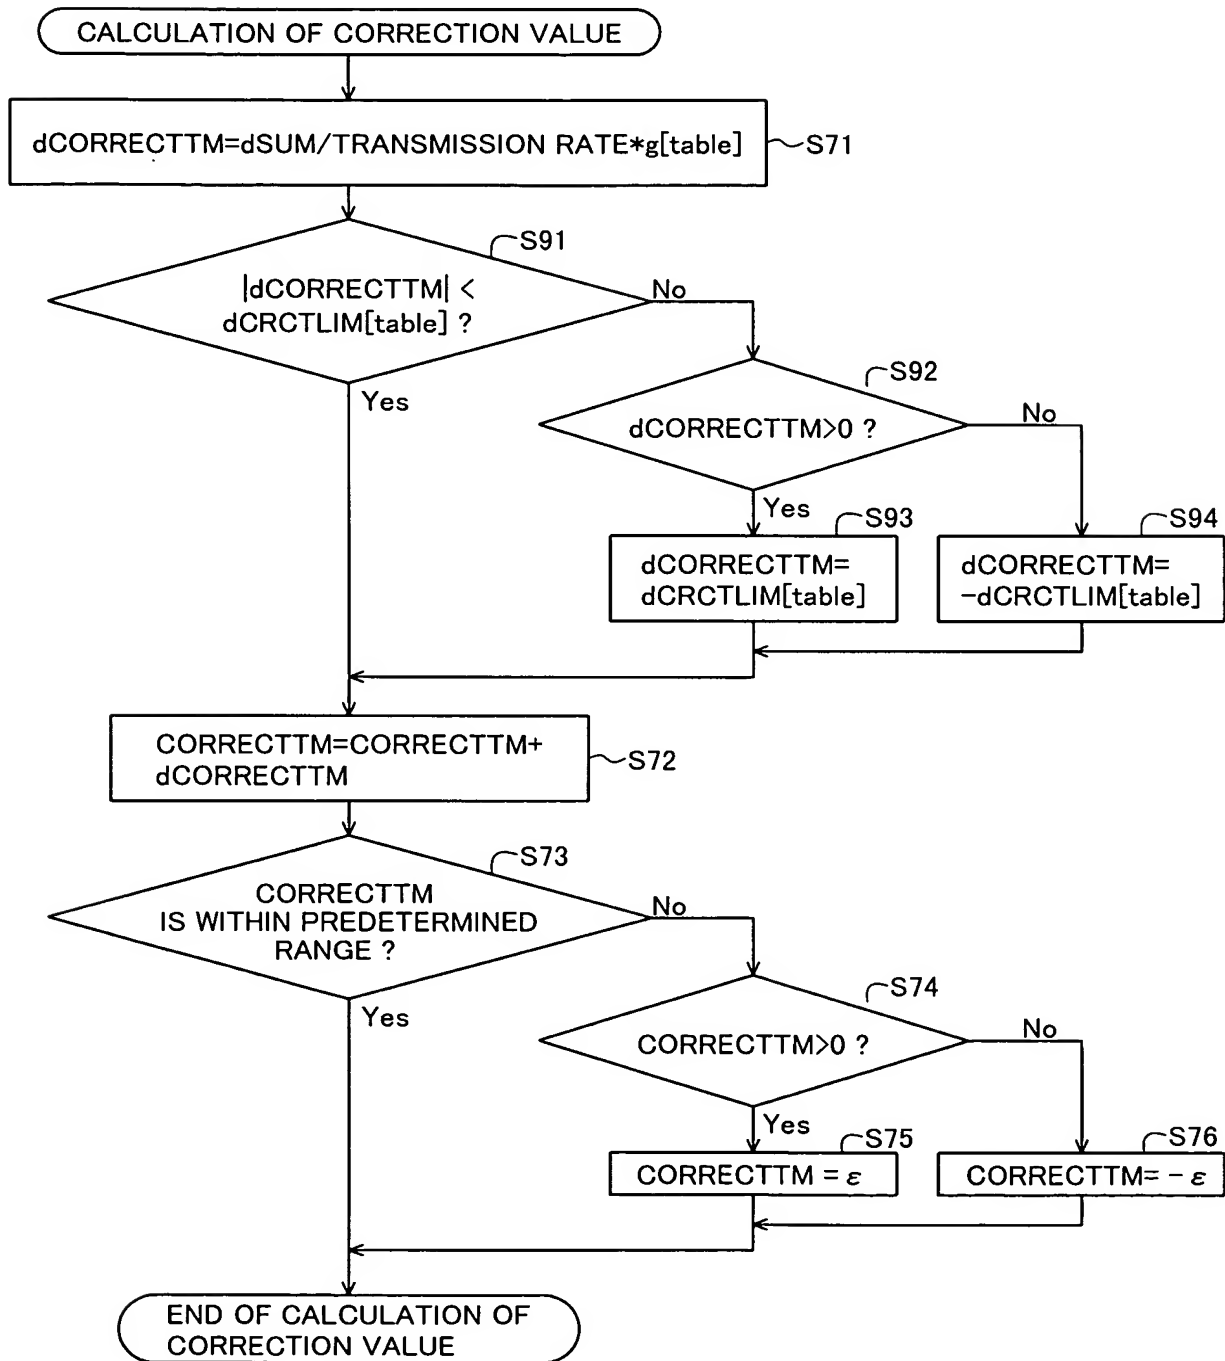 CALCULATION OF CORRECTION VALUE
dCORRECTTM=dSUM/TRANSMISSION RATE*g[table]
S71
S91
|dCORRECTTM| <
dCRCTLIM[table] ?
No
Yes
S92
dCORRECTTM>0 ?
No
Yes
S93
dCORRECTTM=
dCRCTLIM[table]
S94
dCORRECTTM=
-dCRCTLIM[table]
CORRECTTM=CORRECTTM+
dCORRECTTM
S72
S73
CORRECTTM
IS WITHIN PREDETERMINED
RANGE ?
No
Yes
S74
CORRECTTM>0 ?
No
Yes
S75
CORRECTTM = ε
S76
CORRECTTM= - ε
END OF CALCULATION OF
CORRECTION VALUE